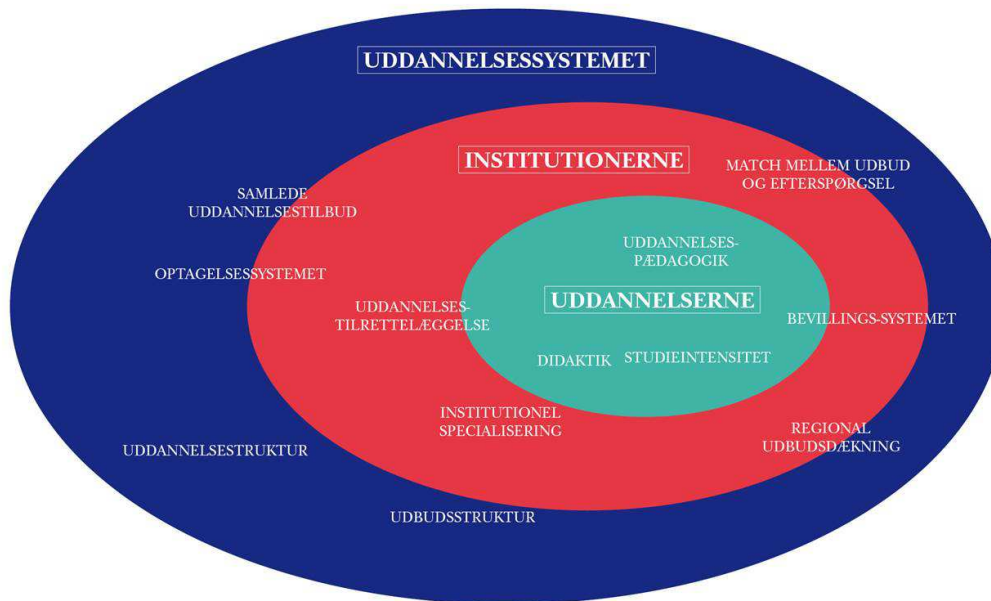 UDDANNELSESSYSTEMET
INSTITUTIONERNE
MATCH MELLEM UDBUD
OG EFTERSPØRGSEL
SAMLEDE
UDDANNELSESTILBUD
UDDANNELSES-
PÆDAGOGIK
OPTAGELSESSYSTEMET
UDDANNELSERNE
UDDANNELSES-
TILRETTELÆGGELSE
BEVILLINGS-SYSTEMET
DIDAKTIK
STUDIEINTENSITET
INSTITUTIONEL
SPECIALISERING
REGIONAL
UDBUDSDÆKNING
UDDANNELSESTRUKTUR
UDBUDSSTRUKTUR